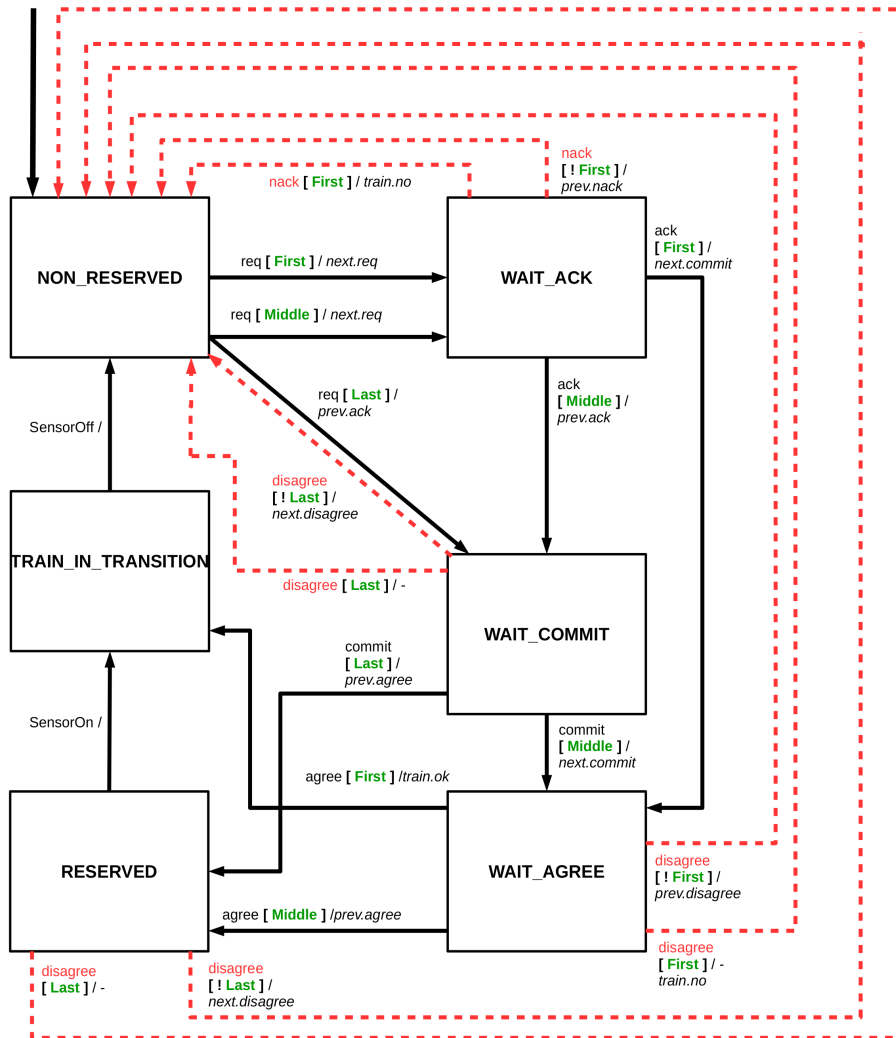 nack
[ ! First ] /
prev.nack
nack [ First ] / train.no
ack
[ First ] /
next.commit
req [ First ] / next.req
NON_RESERVED
WAIT_ACK
req [ Middle ] / next.req
req [ Last ] /
prev.ack
ack
[ Middle ] /
prev.ack
SensorOff /
disagree
[ ! Last ] /
next.disagree
TRAIN_IN_TRANSITION
disagree [ Last ] / -
WAIT_COMMIT
commit
[ Last ] /
prev.agree
SensorOn /
commit
[ Middle ] /
next.commit
agree [ First ] /train.ok
RESERVED
WAIT_AGREE
disagree
[ ! First ] /
prev.disagree
agree [ Middle ] /prev.agree
disagree
[ First ] / -
train.no
disagree
[ Last ] / -
disagree
[ ! Last ] /
next.disagree